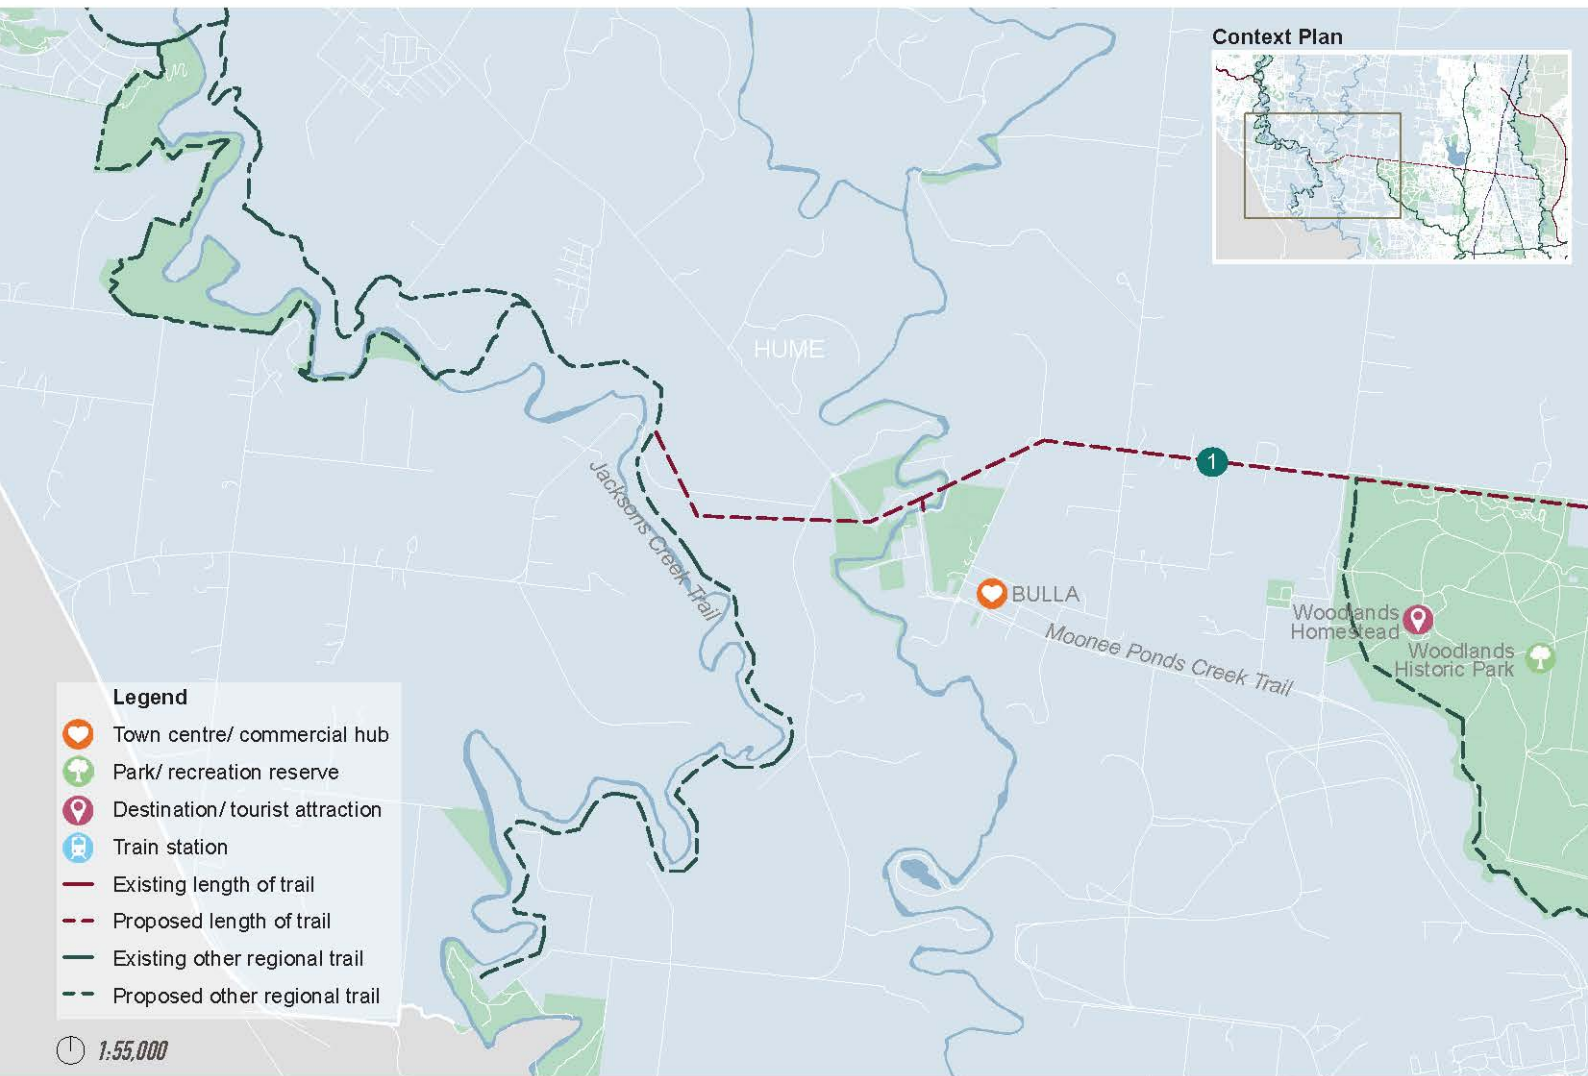 Context Plan
HUME
1
Jacksons Creek Trail
BULLA
Woodlands
Homestead
Woodlands
Historic Park
Moonee Ponds Creek Trail
Legend
Town centre/ commercial hub
Park/ recreation reserve
Destination/ tourist attraction
Train station
Existing length of trail
Proposed length of trail
Existing other regional trail
Proposed other regional trail
1:55,000